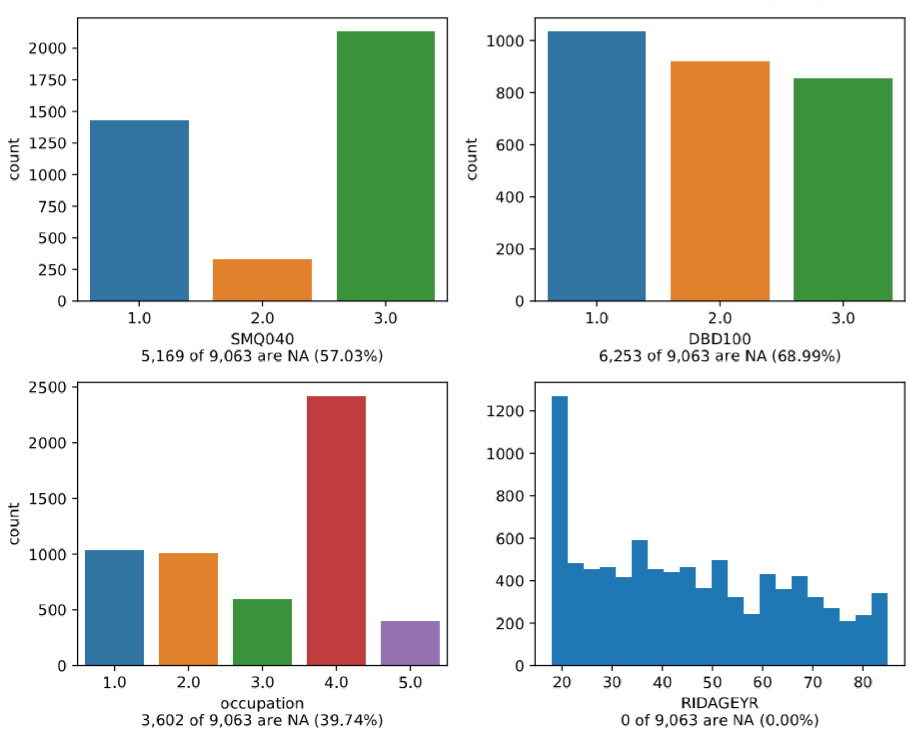 2000
1750
1500
1250
1000
750
500
250
0
count
1.0 2.0 3.0
SMQ040
5,169 of 9,063 are NA (57.03%)
1000
800
600
400
200
0
count
1.0 2.0 3.0
DBD100
6,253 of 9,063 are NA (68.99%)
2500
2000
1500
1000
500
0
count
1.0 2.0 3.0 4.0 5.0
occupation
3,602 of 9,063 are NA (39.74%)
1200
1000
800
600
400
200
0
20 30 40 50 60 70 80
RIDAGEYR
0 of 9,063 are NA (0.00%)